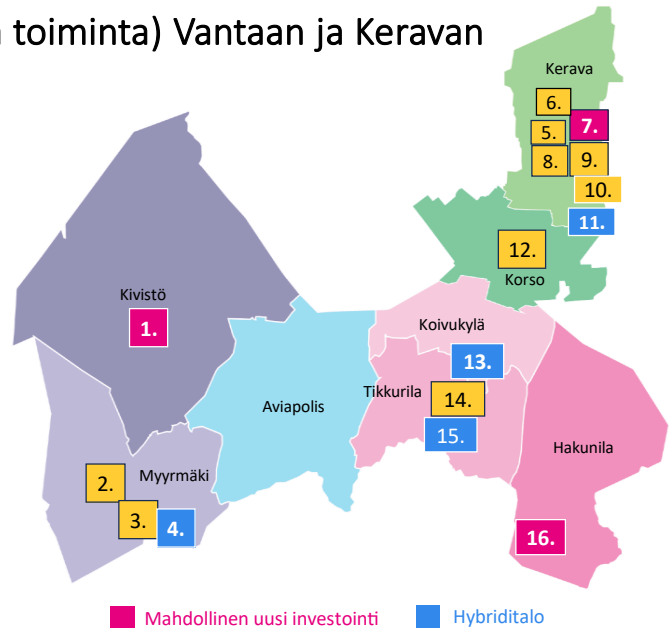 toiminta) Vantaan ja Keravan
Kerava
6.
5.
7.
8.
9.
10.
11.
12.
Korso
Kivistö
1.
Koivukylä
13.
Tikkurila
14.
Aviapolis
15.
Hakunila
Myyrmäki
2.
3.
4.
16.
Mahdollinen uusi investointi
Hybriditalo